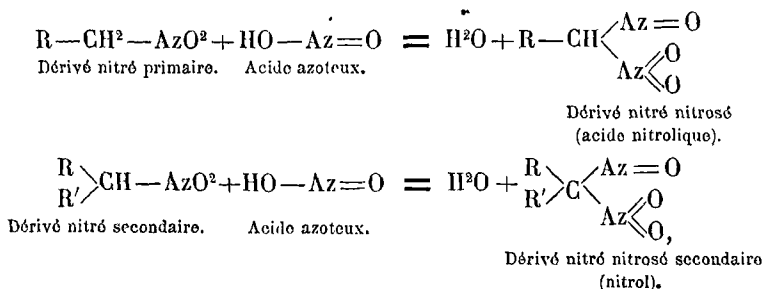 R—CH²—AzO²+HO—Az=O = H²O+R—CH<Az=O
Az
O
O
Dérivé nitré primaire. Acide azoteux.
Dérivé nitré nitrosé
(acide nitrolique).
R
R'>CH—AzO²+HO—Az=O = H²O+R
R'>C<Az=O
Az
O
O,
Dérivé nitré secondaire. Acide azoteux.
Dérivé nitré nitrosé secondaire
(nitrol).